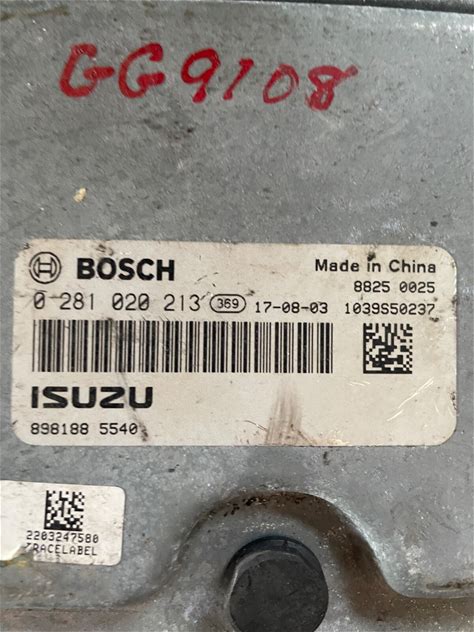 GG9108
BOSCH
Made in China
8825 0025
0 281 020 213 369 17-08-03 1039S50237
ISUZU
898188 5540
2203247580
TRACELABEL